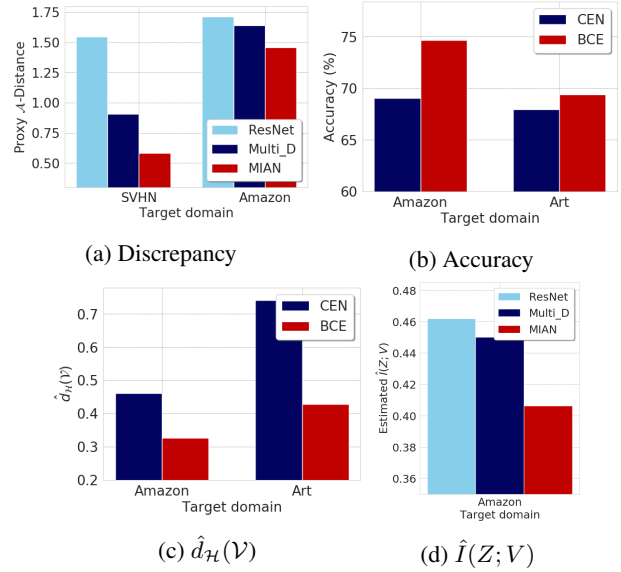 1.75
1.50
1.25
1.00
0.75
0.50
Proxy 𝒜-Distance
ResNet
Multi_D
MIAN
SVHN
Amazon
Target domain
(a) Discrepancy
75
70
65
60
Accuracy (%)
CEN
BCE
Amazon
Art
Target domain
(b) Accuracy
0.7
0.6
0.5
0.4
0.3
0.2
d̂_ℋ(𝒱)
CEN
BCE
Amazon
Art
Target domain
(c) d̂_ℋ(𝒱)
0.48
0.46
0.44
0.42
0.40
0.38
0.36
Estimated Î(Z; V)
ResNet
Multi_D
MIAN
Amazon
Target domain
(d) Î(Z; V)